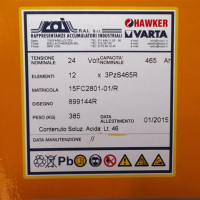 R.A.I. S.r.l.
HAWKER
RAPPRESENTANZE ACCUMULATORI INDUSTRIALI
VARTA
TENSIONE NOMINALE 24 Volt CAPACITA' NOMINALE 465 Ah
ELEMENTI 12 x 3PzS465R
MATRICOLA 15FC2801-01/R
DISEGNO 899144R
PESO (KG) 385 DATA ALLESTIMENTO 01/2015
Contenuto Soluz. Acida: Lt. 46
DATA MANUTENZIONE //
Pb